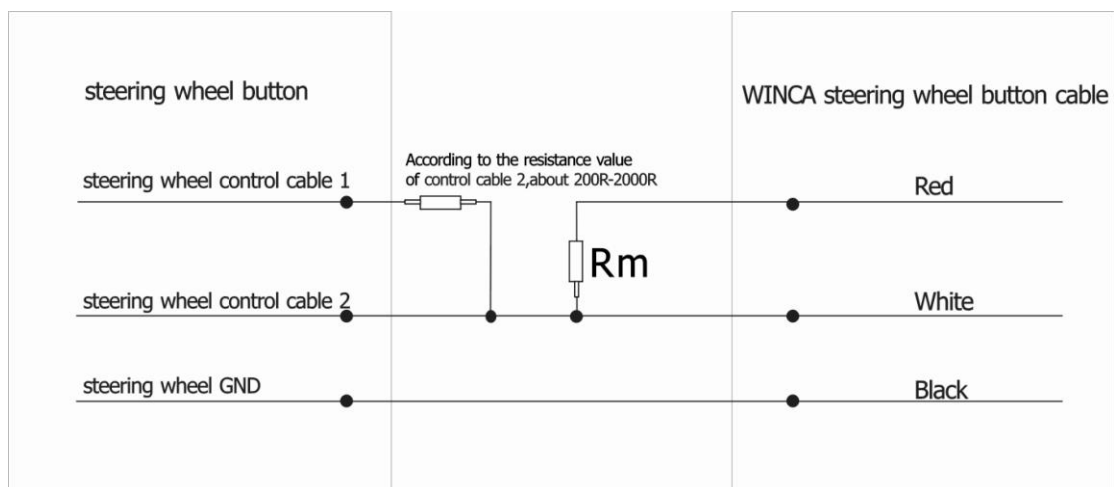 steering wheel button
WINCA steering wheel button cable
According to the resistance value
of control cable 2,about 200R-2000R
steering wheel control cable 1
Red
Rm
steering wheel control cable 2
White
steering wheel GND
Black